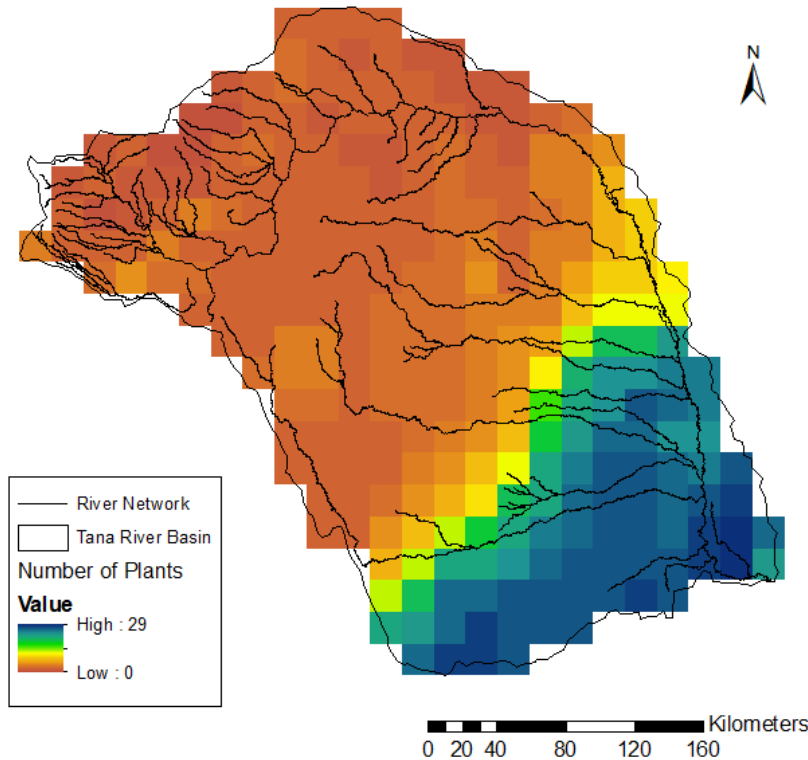 N
River Network
Tana River Basin
Number of Plants
Value
High : 29
Low : 0
Kilometers
0 20 40 80 120 160